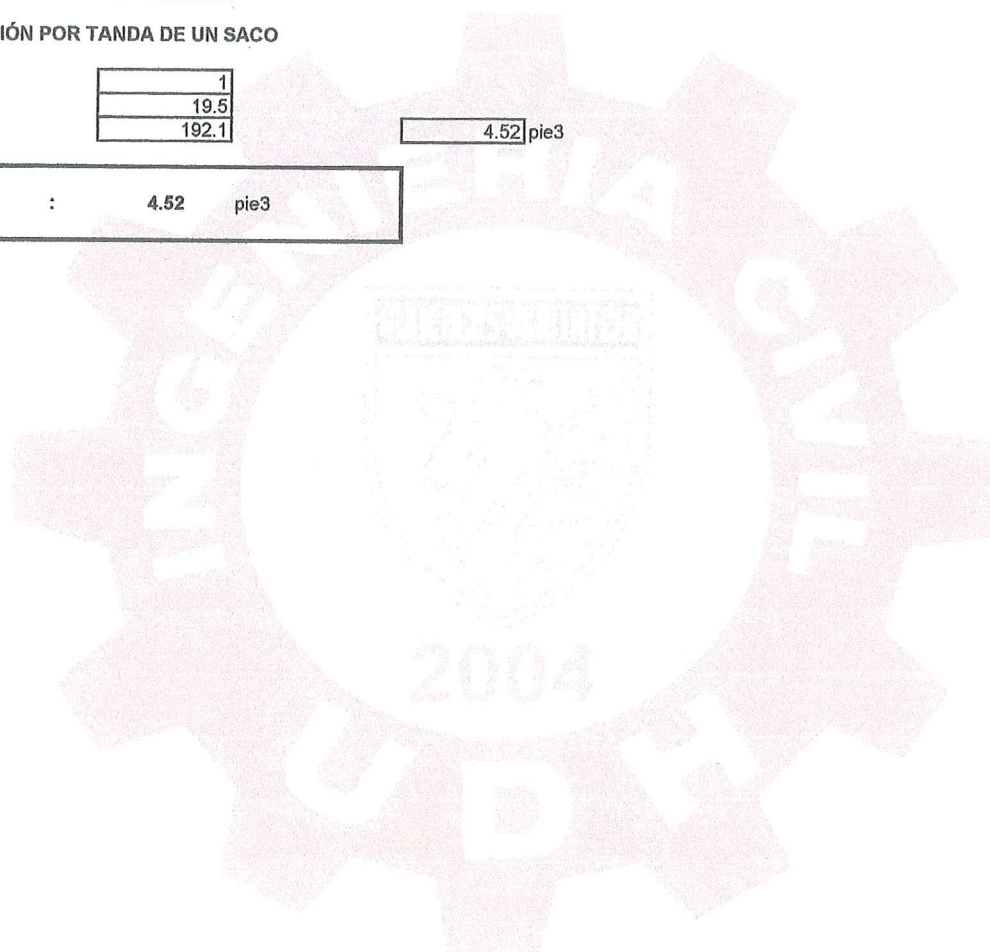 IÓN POR TANDA DE UN SACO
1
19.5
192.1
4.52 pie3
: 4.52 pie3
INGENIERIA CIVIL
2004
UDH